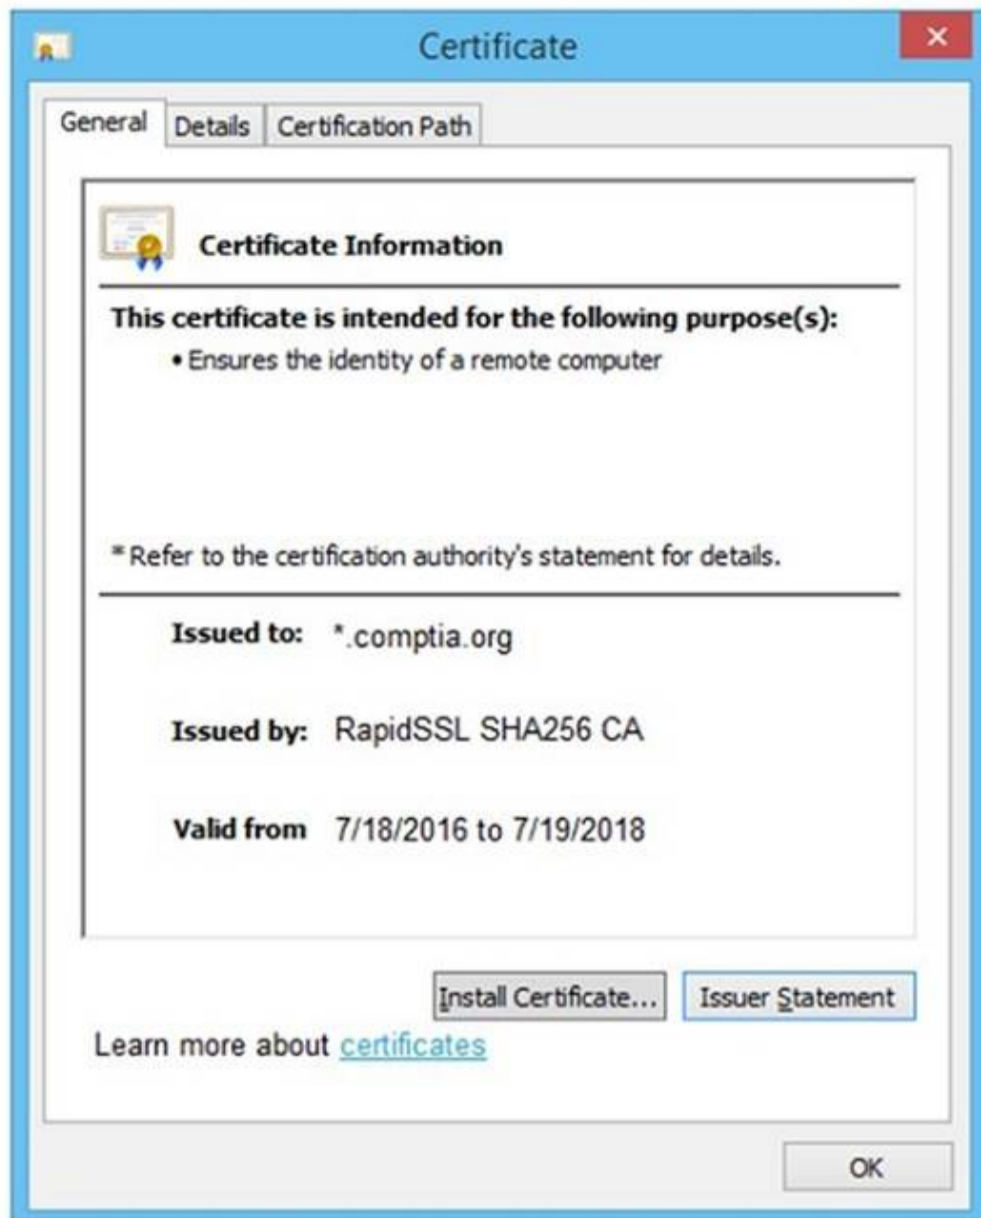 Certificate
General Details Certification Path
Certificate Information
This certificate is intended for the following purpose(s):
• Ensures the identity of a remote computer
* Refer to the certification authority's statement for details.
Issued to: *.comptia.org
Issued by: RapidSSL SHA256 CA
Valid from 7/18/2016 to 7/19/2018
Install Certificate... Issuer Statement
Learn more about certificates
OK